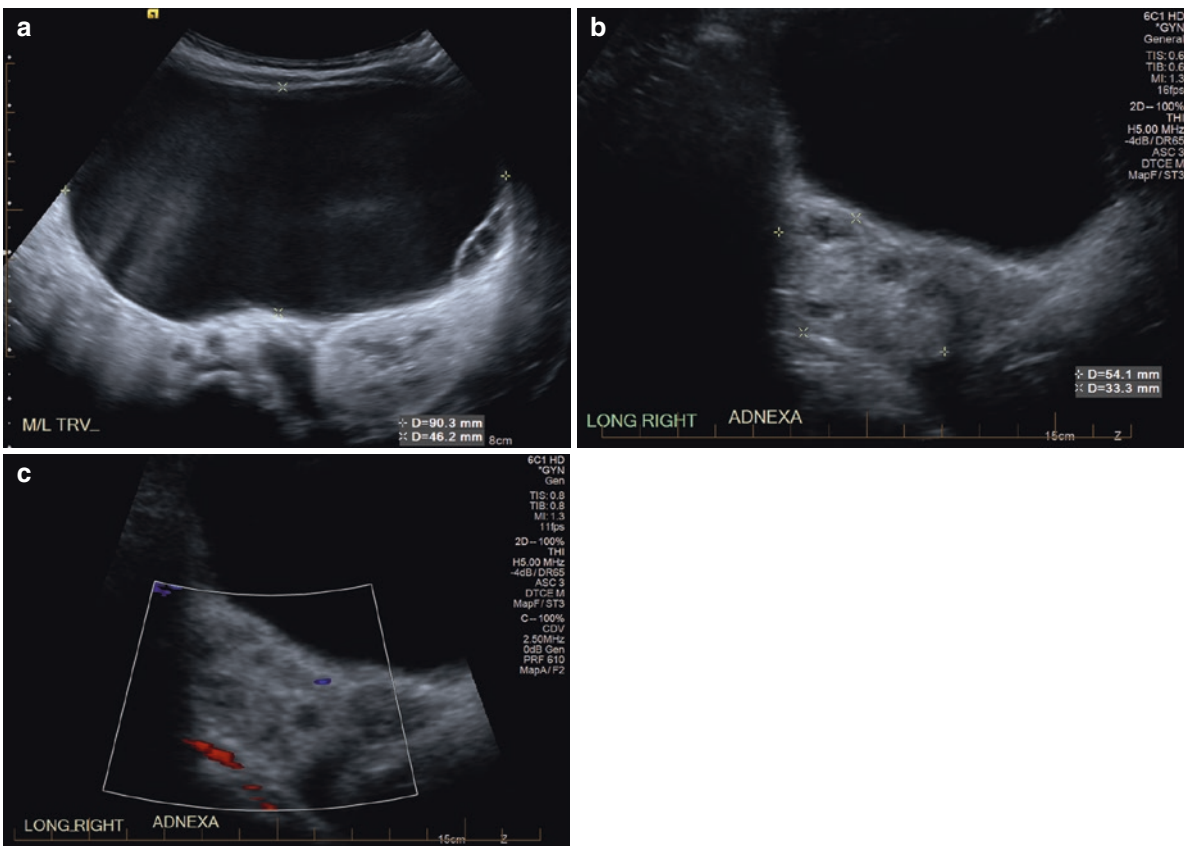 a
M/L TRV_
D=90.3 mm
D=46.2 mm
8cm
b
6C1 HD
*GYN
General
TIS:0.6
TIB:0.6
MI:1.3
16fps
2D--100%
THI
H5.00 MHz
-4dB/DR65
ASC 3
DTCE M
MapF/ST3
D=54.1 mm
D=33.3 mm
LONG RIGHT ADNEXA
15cm Z
c
6C1 HD
*GYN
Gen
TIS:0.8
TIB:0.8
MI:1.3
11fps
2D--100%
THI
H5.00 MHz
-4dB/DR65
ASC 3
DTCE M
MapF/ST3
C--100%
CDV
2.50MHz
0dB Gen
PRF 610
MapA/F2
LONG_RIGHT ADNEXA
15cm Z